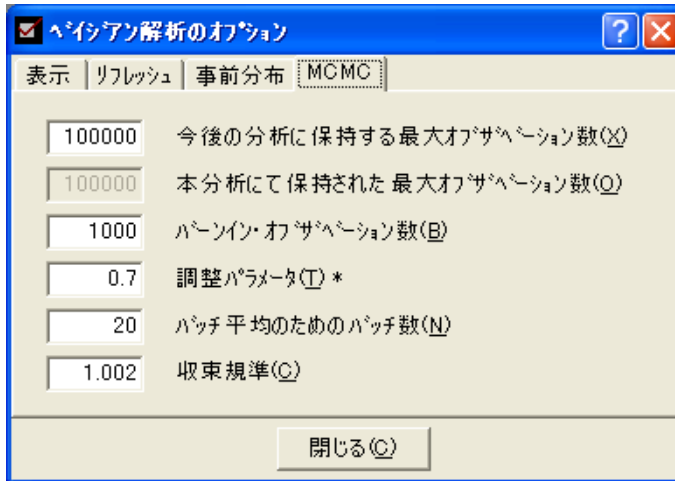 ﾍﾞｲｼﾞｱﾝ解析のｵﾌﾟｼｮﾝ
表示 ﾘﾌﾚｯｼｭ 事前分布 MCMC
100000 今後の分析に保持する最大ｵﾌﾞｻﾞﾍﾞｰｼｮﾝ数(X)
100000 本分析にて保持された最大ｵﾌﾞｻﾞﾍﾞｰｼｮﾝ数(O)
1000 ﾊﾞｰﾝｲﾝ･ｵﾌﾞｻﾞﾍﾞｰｼｮﾝ数(B)
0.7 調整ﾊﾟﾗﾒｰﾀ(T) *
20 ﾊﾞｯﾁ平均のためのﾊﾞｯﾁ数(N)
1.002 収束規準(C)
閉じる(C)